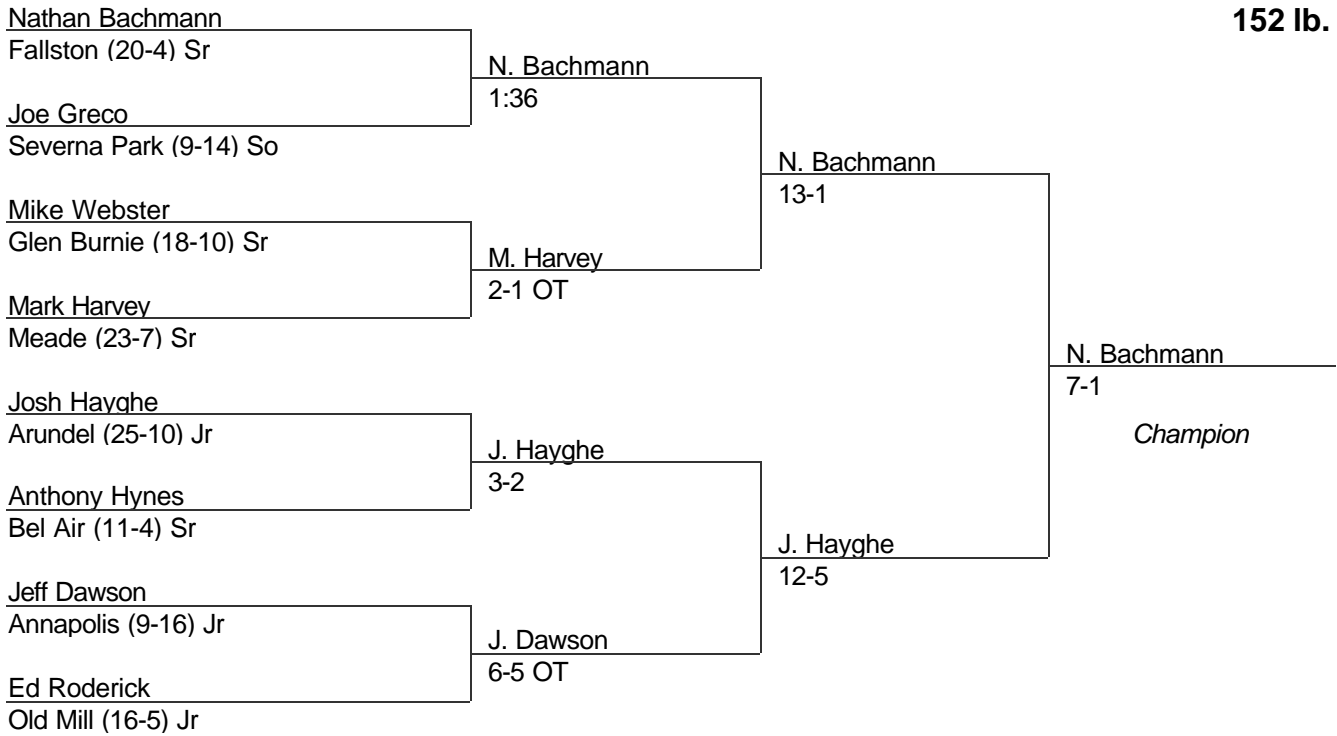 152 lb.
Nathan Bachmann
Fallston (20-4) Sr
N. Bachmann
1:36
Joe Greco
Severna Park (9-14) So
N. Bachmann
13-1
Mike Webster
Glen Burnie (18-10) Sr
M. Harvey
2-1 OT
Mark Harvey
Meade (23-7) Sr
N. Bachmann
7-1
Champion
Josh Hayghe
Arundel (25-10) Jr
J. Hayghe
3-2
Anthony Hynes
Bel Air (11-4) Sr
J. Hayghe
12-5
Jeff Dawson
Annapolis (9-16) Jr
J. Dawson
6-5 OT
Ed Roderick
Old Mill (16-5) Jr